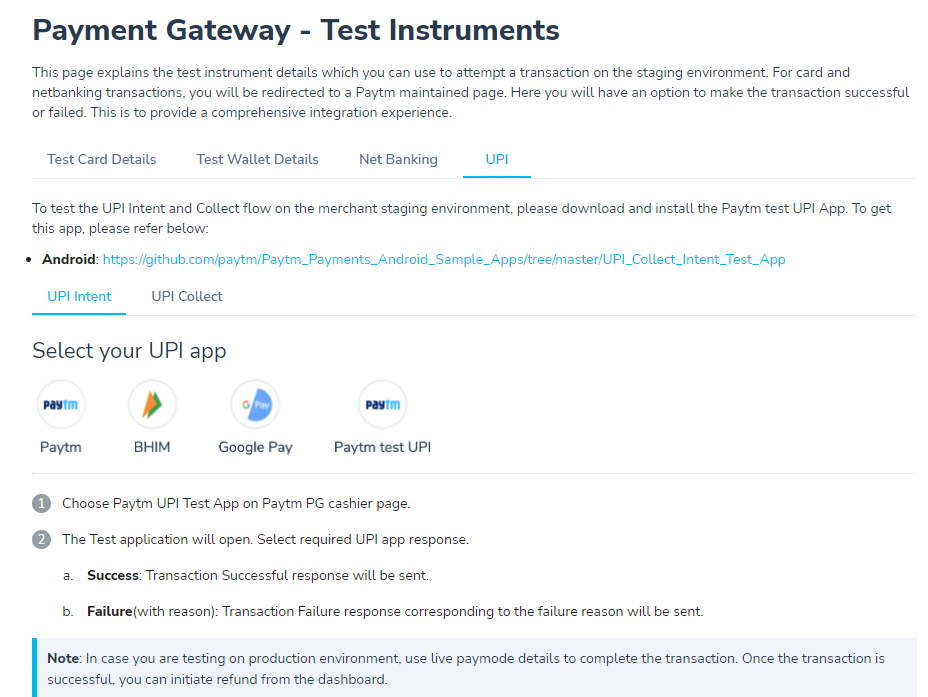 Payment Gateway - Test Instruments
This page explains the test instrument details which you can use to attempt a transaction on the staging environment. For card and
netbanking transactions, you will be redirected to a Paytm maintained page. Here you will have an option to make the transaction successful
or failed. This is to provide a comprehensive integration experience.
Test Card Details Test Wallet Details Net Banking UPI
To test the UPI Intent and Collect flow on the merchant staging environment, please download and install the Paytm test UPI App. To get
this app, please refer below:
• Android: https://github.com/paytm/Paytm_Payments_Android_Sample_Apps/tree/master/UPI_Collect_Intent_Test_App
UPI Intent UPI Collect
Select your UPI app
paytm G Pay paytm
Paytm BHIM Google Pay Paytm test UPI
1 Choose Paytm UPI Test App on Paytm PG cashier page.
2 The Test application will open. Select required UPI app response.
a. Success: Transaction Successful response will be sent.
b. Failure(with reason): Transaction Failure response corresponding to the failure reason will be sent.
Note: In case you are testing on production environment, use live paymode details to complete the transaction. Once the transaction is
successful, you can initiate refund from the dashboard.